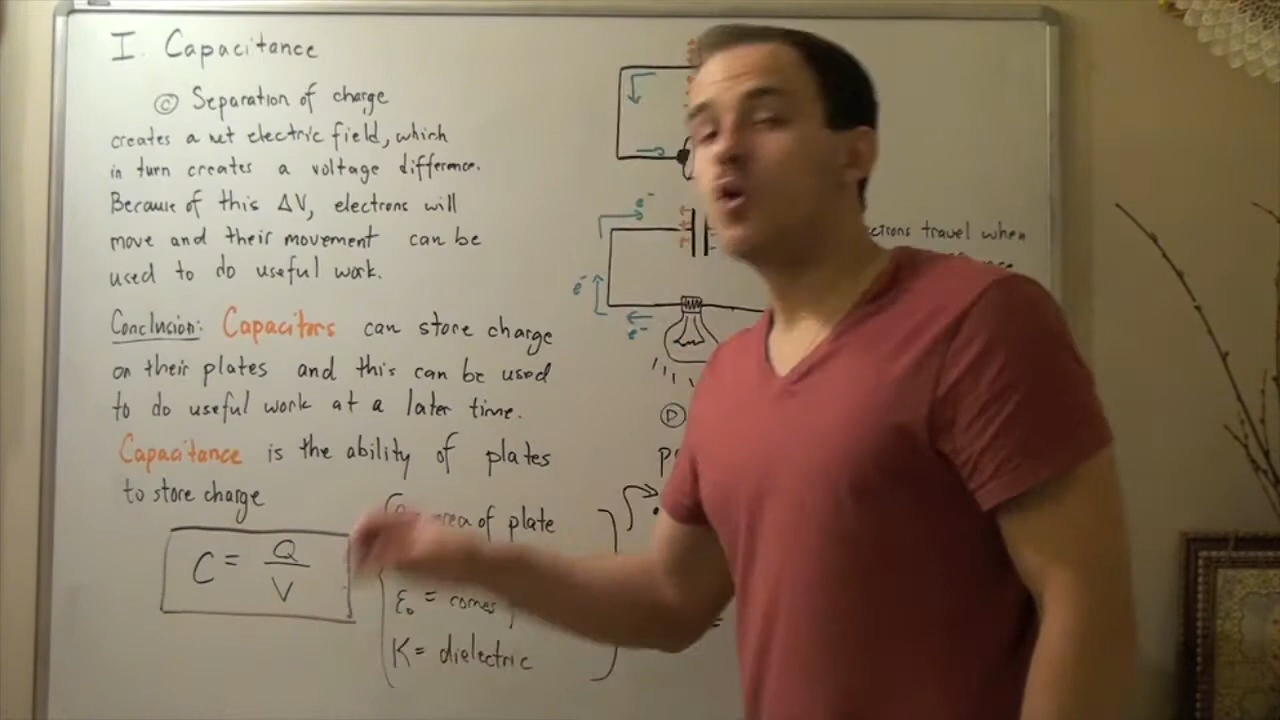 I. Capacitance
© Separation of charge
creates a net electric field, which
in turn creates a voltage difference.
Because of this ΔV, electrons will
move and their movement can be
used to do useful work.
Conclusion: Capacitors can store charge
on their plates and this can be used
to do useful work at a later time.
Capacitance is the ability of plates
to store charge
C = Q/V
area of plate
ε₀ = comes
K = dielectric
e⁻
e⁻
e⁻
travel when
Ⓓ